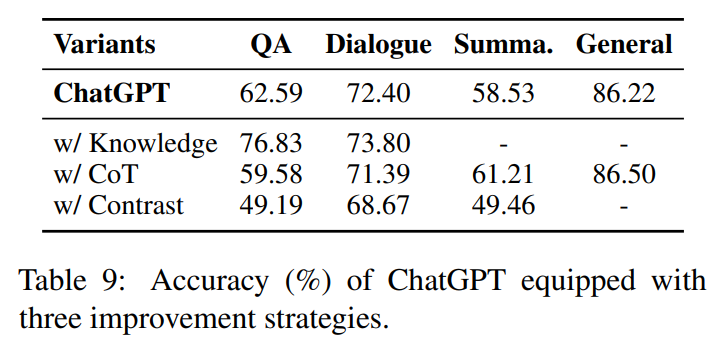 Variants QA Dialogue Summa. General
ChatGPT 62.59 72.40 58.53 86.22
w/ Knowledge 76.83 73.80 - -
w/ CoT 59.58 71.39 61.21 86.50
w/ Contrast 49.19 68.67 49.46 -
Table 9: Accuracy (%) of ChatGPT equipped with
three improvement strategies.